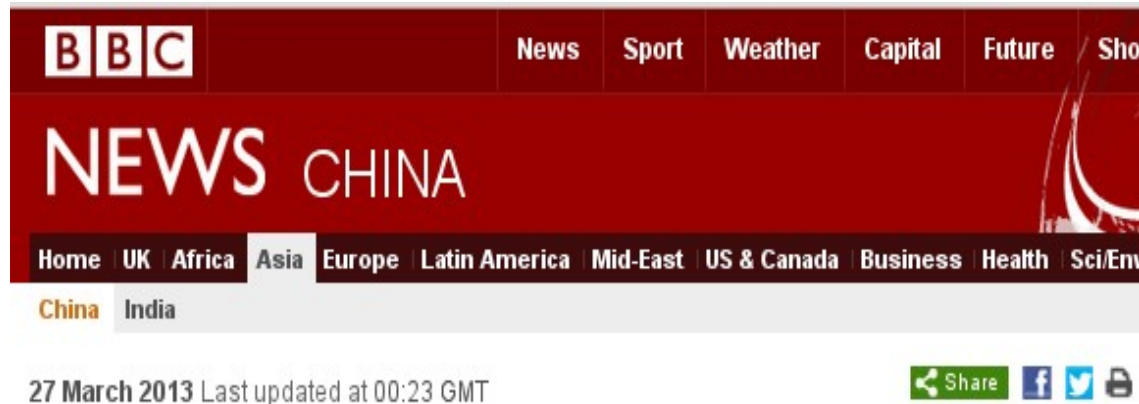 BBC News Sport Weather Capital Future
NEWS CHINA
Home UK Africa Asia Europe Latin America Mid-East US & Canada Business Health
China India
27 March 2013 Last updated at 00:23 GMT Share